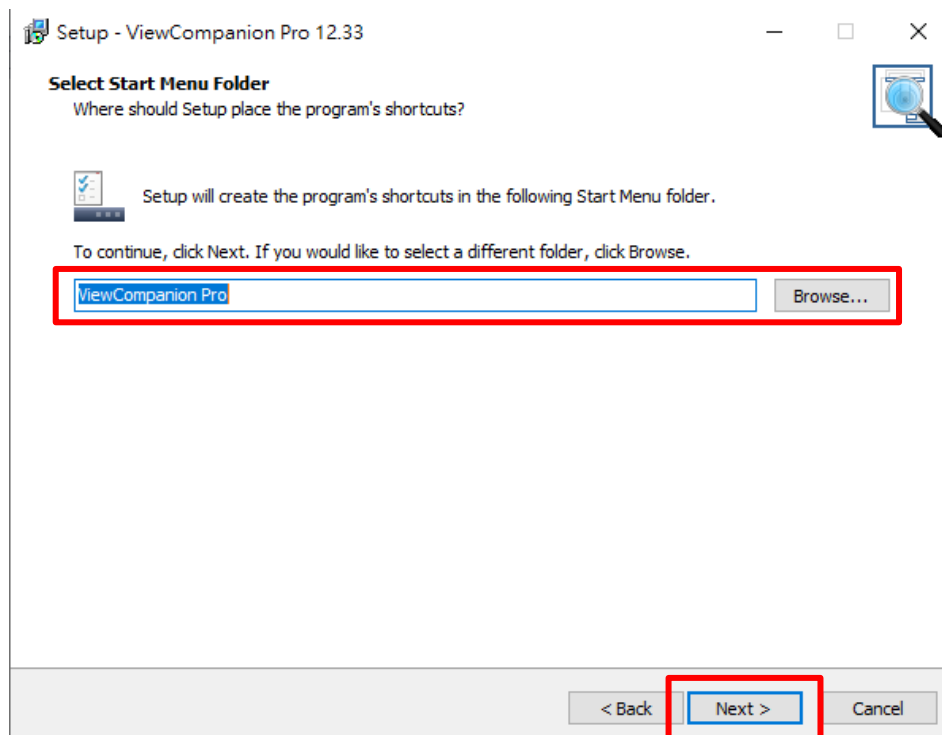 Setup - ViewCompanion Pro 12.33
Select Start Menu Folder
Where should Setup place the program's shortcuts?
Setup will create the program's shortcuts in the following Start Menu folder.
To continue, click Next. If you would like to select a different folder, click Browse.
ViewCompanion Pro Browse...
< Back Next > Cancel